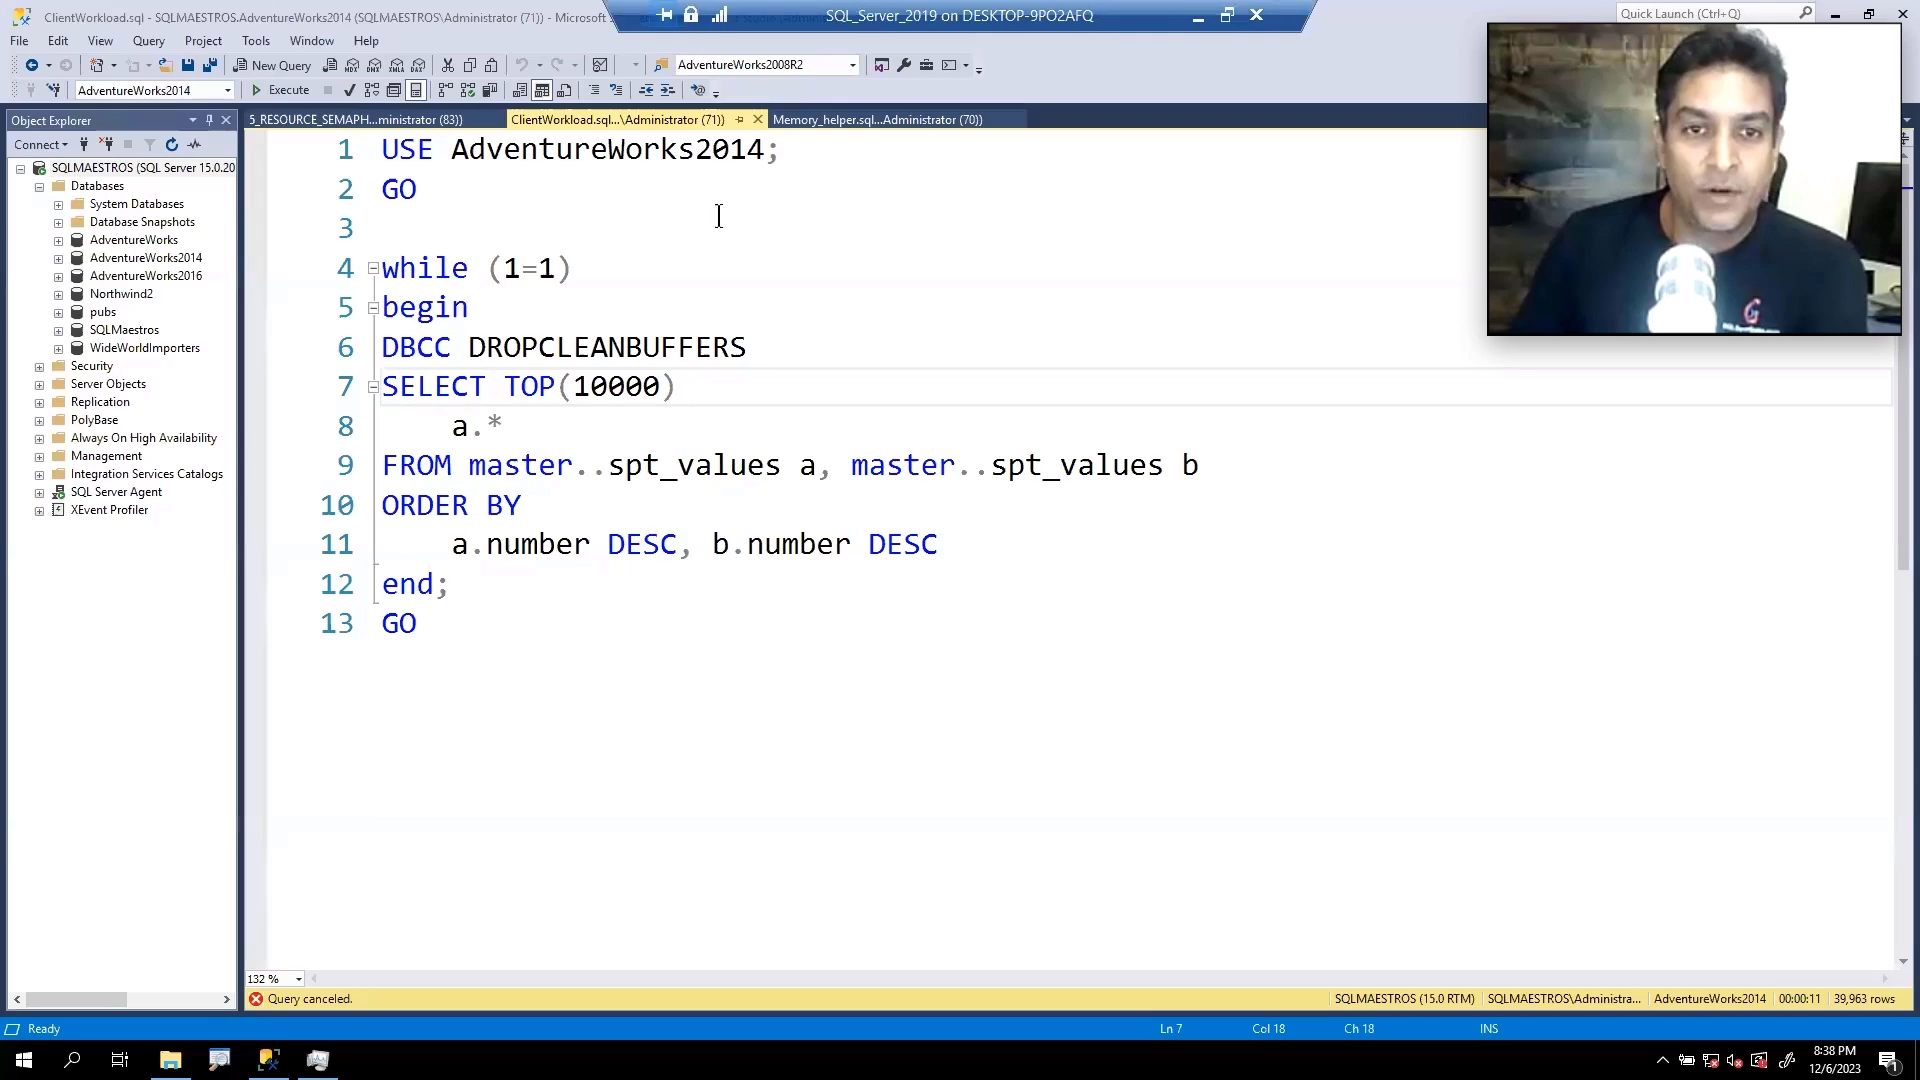 ClientWorkload.sql - SQLMAESTROS.AdventureWorks2014 (SQLMAESTROS\Administrator (71)) - Microsoft S
SQL_Server_2019 on DESKTOP-9PO2AFQ
Quick Launch (Ctrl+Q)
File Edit View Query Project Tools Window Help
New Query
AdventureWorks2008R2
AdventureWorks2014
Execute
Object Explorer
5_RESOURCE_SEMAPH...ministrator (83))
ClientWorkload.sql...\Administrator (71))
Memory_helper.sql...Administrator (70))
Connect
SQLMAESTROS (SQL Server 15.0.20
Databases
System Databases
Database Snapshots
AdventureWorks
AdventureWorks2014
AdventureWorks2016
Northwind2
pubs
SQLMaestros
WideWorldImporters
Security
Server Objects
Replication
PolyBase
Always On High Availability
Management
Integration Services Catalogs
SQL Server Agent
XEvent Profiler
1 USE AdventureWorks2014;
2 GO
3
4 while (1=1)
5 begin
6 DBCC DROPCLEANBUFFERS
7 SELECT TOP(10000)
8 a.*
9 FROM master..spt_values a, master..spt_values b
10 ORDER BY
11 a.number DESC, b.number DESC
12 end;
13 GO
132 %
Query canceled.
SQLMAESTROS (15.0 RTM)
SQLMAESTROS\Administra...
AdventureWorks2014
00:00:11
39,963 rows
Ready
Ln 7
Col 18
Ch 18
INS
8:38 PM
12/6/2023
1